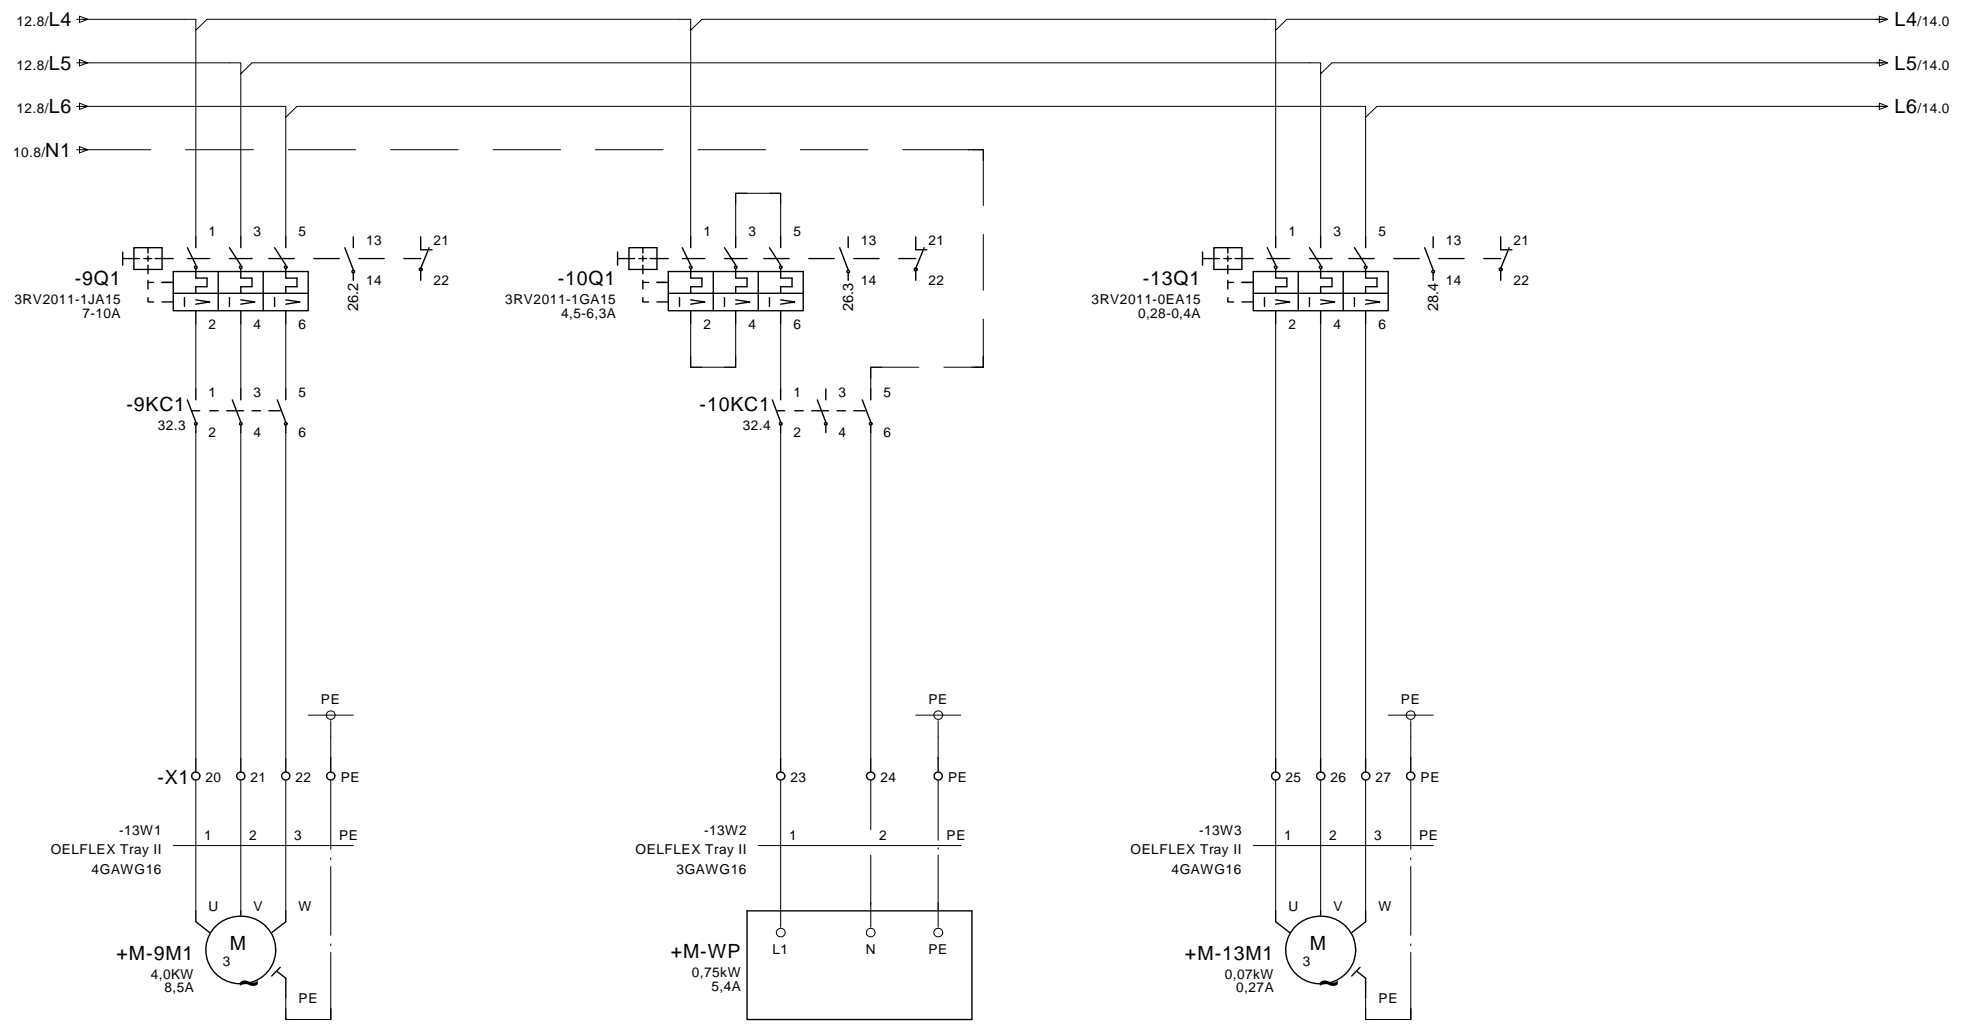 12.8/L4
L4/14.0
12.8/L5
L5/14.0
12.8/L6
L6/14.0
10.8/N1
1 3 5 13 21
-9Q1
3RV2011-1JA15
7-10A
14 22
26.2
2 4 6
1 3 5 13 21
-10Q1
3RV2011-1GA15
4,5-6,3A
14 22
26.3
2 4 6
1 3 5 13 21
-13Q1
3RV2011-0EA15
0,28-0,4A
14 22
28.4
2 4 6
1 3 5
-9KC1
32.3
2 4 6
1 3 5
-10KC1
32.4
2 4 6
PE
PE
PE
-X1 20 21 22 PE
23 24 PE
25 26 27 PE
-13W1 1 2 3 PE
OELFLEX Tray II
4GAWG16
-13W2 1 2 PE
OELFLEX Tray II
3GAWG16
-13W3 1 2 3 PE
OELFLEX Tray II
4GAWG16
U V W
M
3
+M-9M1
4,0KW
8,5A
PE
L1 N PE
+M-WP
0,75kW
5,4A
U V W
M
3
+M-13M1
0,07kW
0,27A
PE